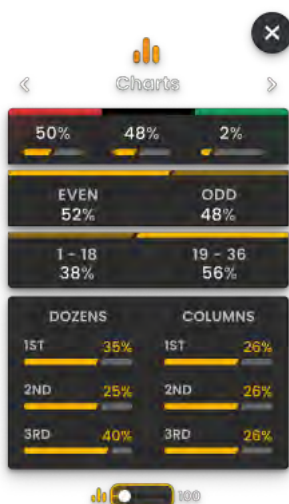 Charts
50% 48% 2%
EVEN ODD
52% 48%
1 - 18 19 - 36
38% 56%
DOZENS COLUMNS
1ST 35% 1ST 26%
2ND 25% 2ND 26%
3RD 40% 3RD 26%
100